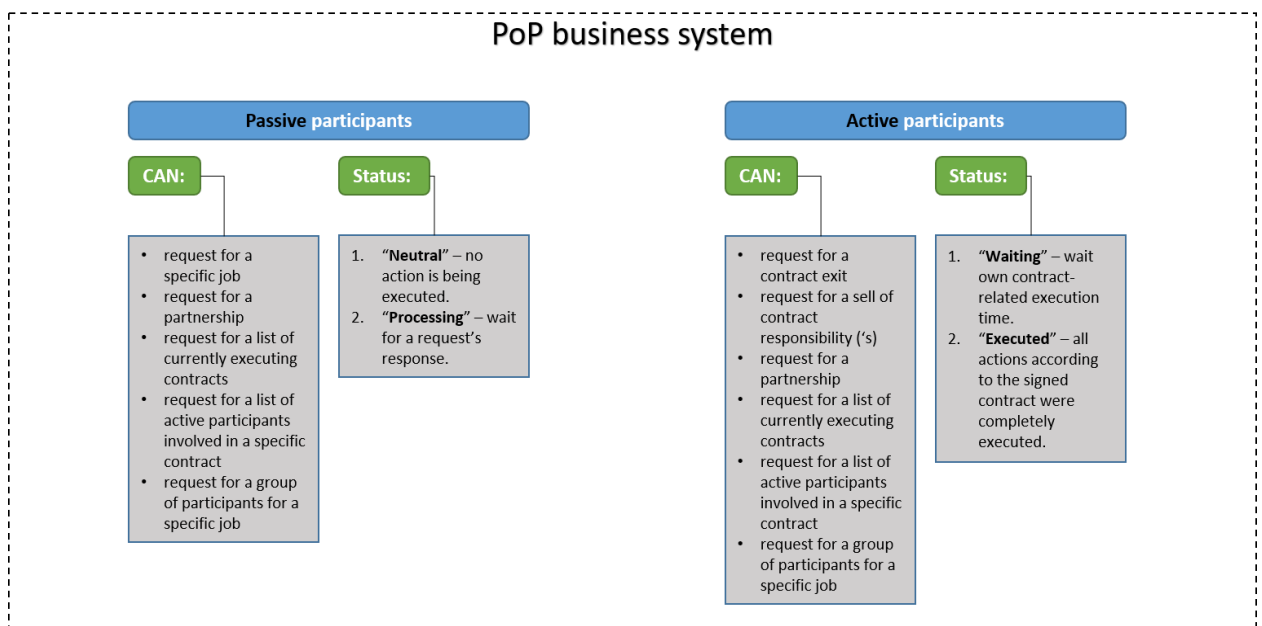 PoP business system
Passive participants
CAN:
• request for a
specific job
• request for a
partnership
• request for a list of
currently executing
contracts
• request for a list of
active participants
involved in a specific
contract
• request for a group
of participants for a
specific job
Status:
1. “Neutral” – no
action is being
executed.
2. “Processing” – wait
for a request’s
response.
Active participants
CAN:
• request for a
contract exit
• request for a sell of
contract
responsibility (‘s)
• request for a
partnership
• request for a list of
currently executing
contracts
• request for a list of
active participants
involved in a specific
contract
• request for a group
of participants for a
specific job
Status:
1. “Waiting” – wait
own contract-
related execution
time.
2. “Executed” – all
actions according
to the signed
contract were
completely
executed.